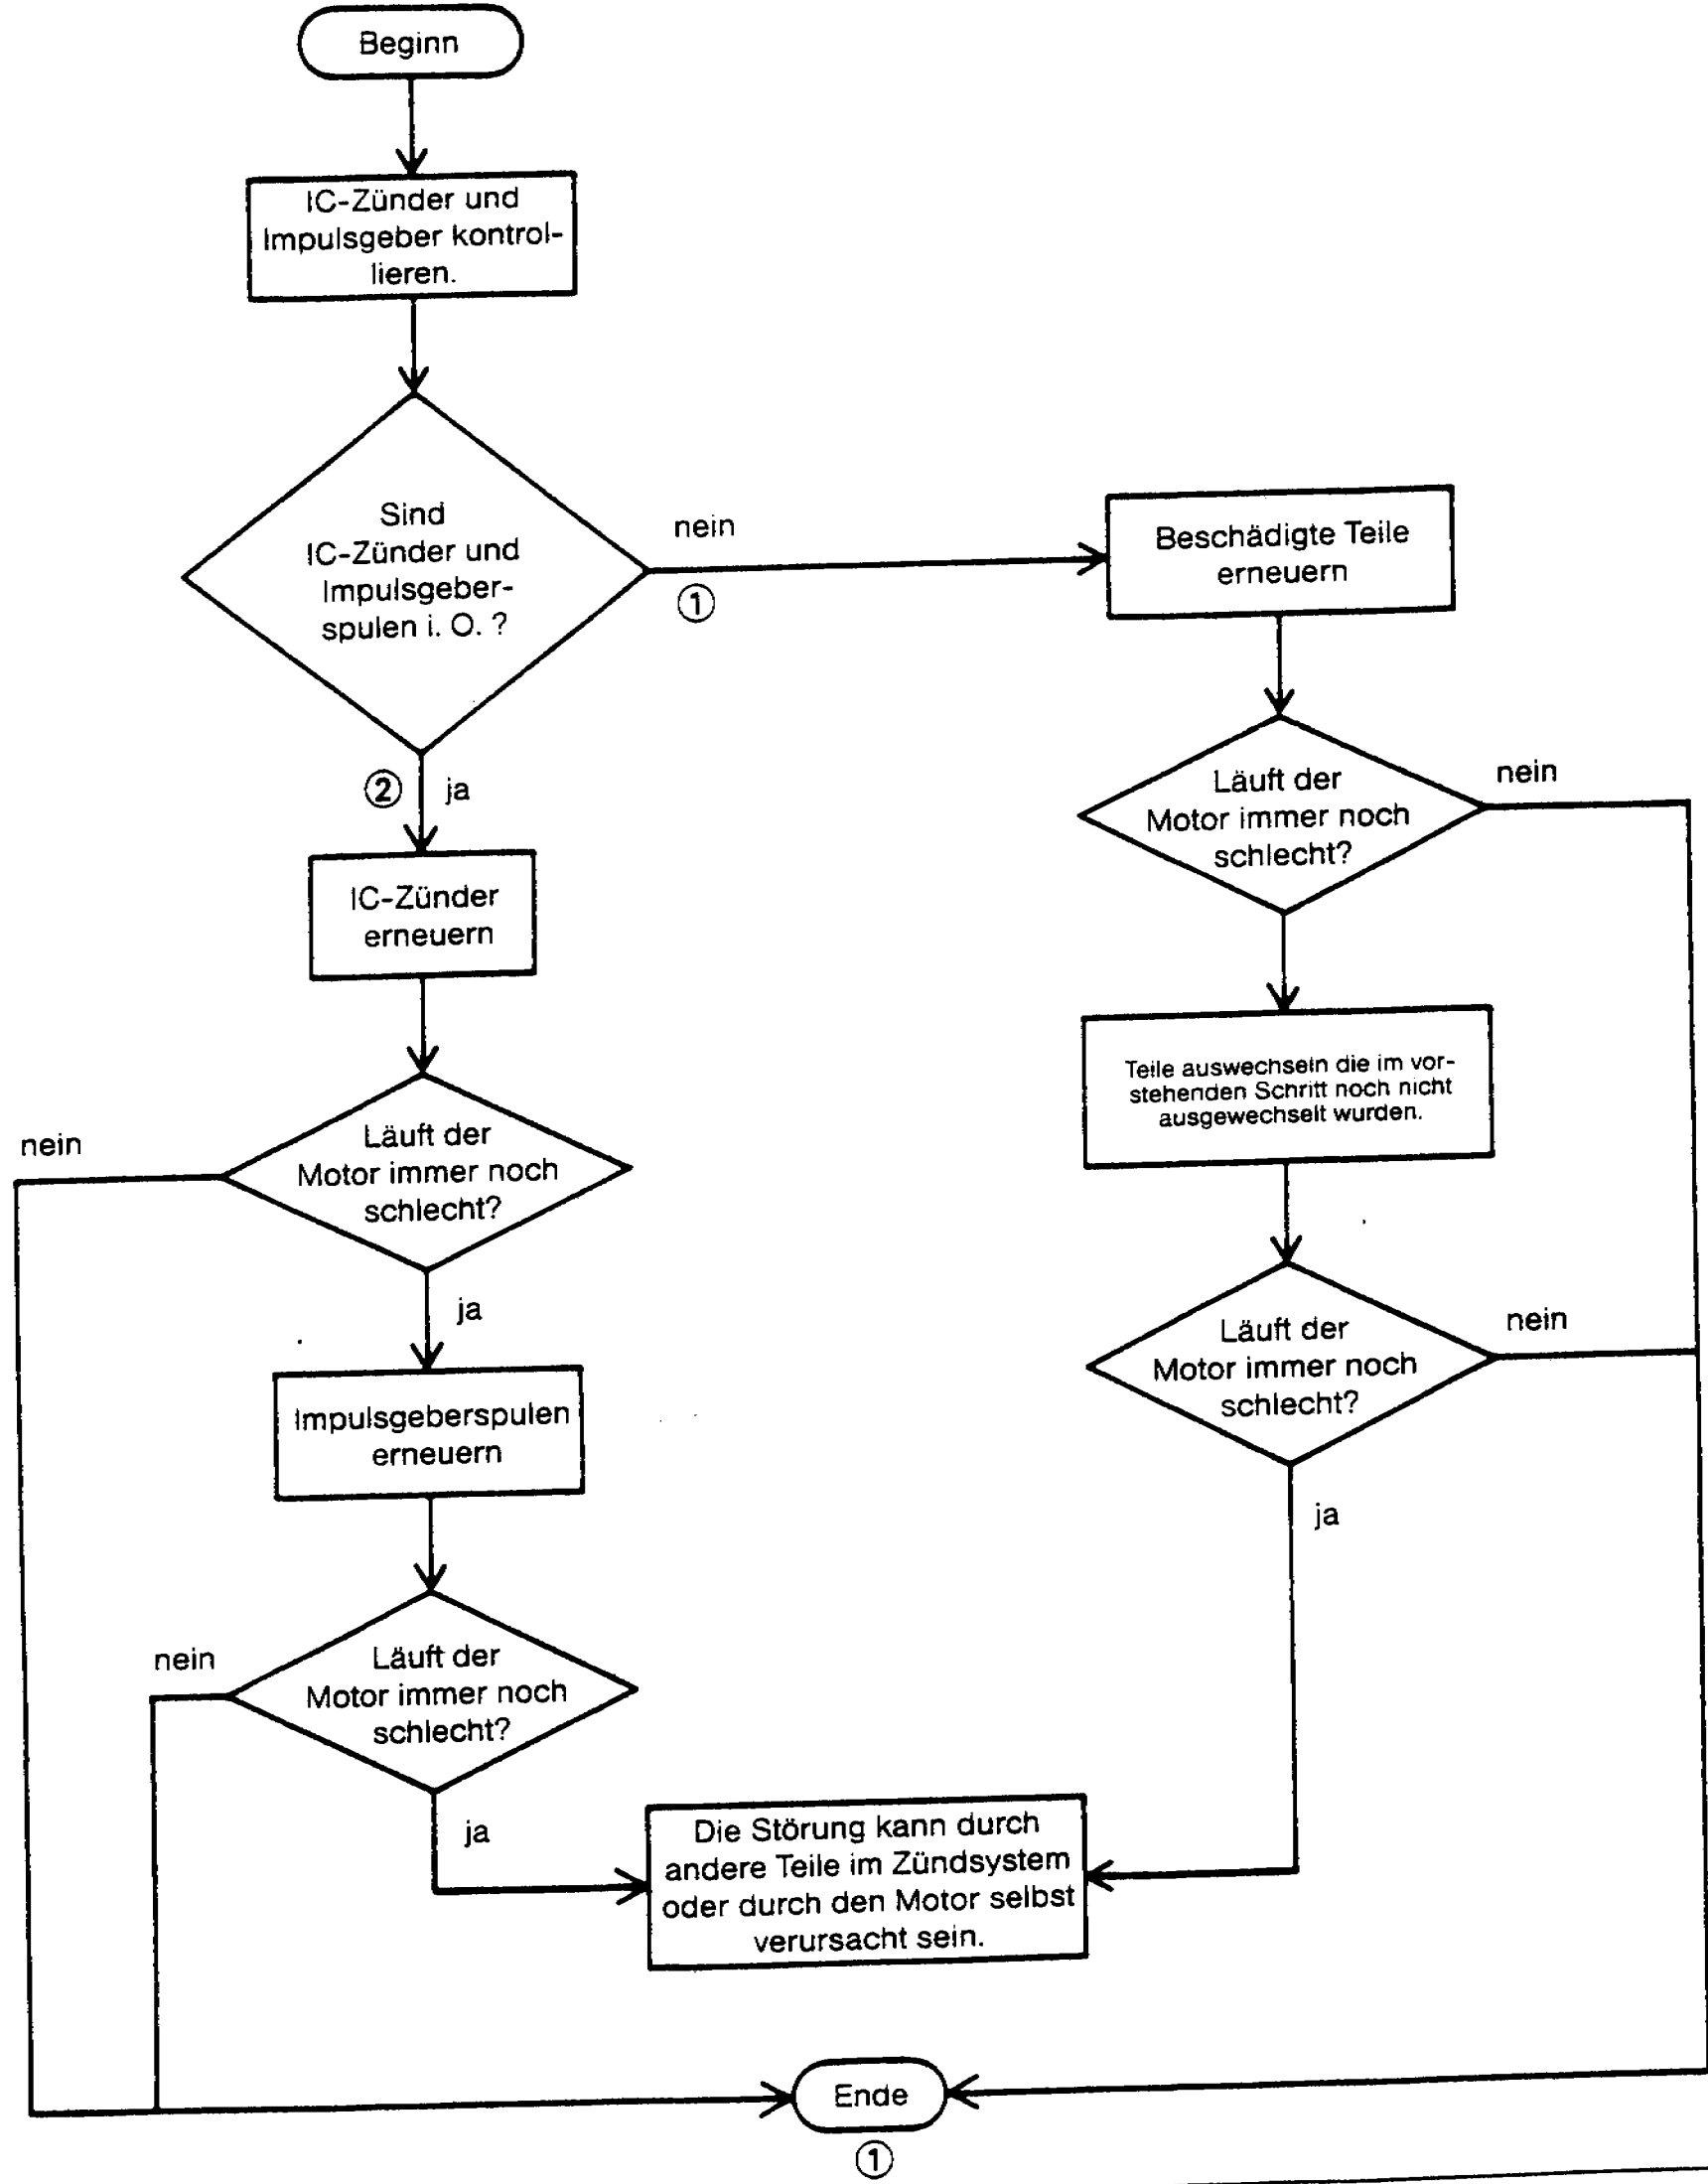 Beginn
IC-Zünder und
Impulsgeber kontrol-
lieren.
Sind
IC-Zünder und
Impulsgeber-
spulen i. O. ?
nein
①
Beschädigte Teile
erneuern
②
ja
Läuft der
Motor immer noch
schlecht?
nein
IC-Zünder
erneuern
Teile auswechseln die im vor-
stehenden Schritt noch nicht
ausgewechselt wurden.
nein
Läuft der
Motor immer noch
schlecht?
ja
Läuft der
Motor immer noch
schlecht?
nein
ja
Impulsgeberspulen
erneuern
nein
Läuft der
Motor immer noch
schlecht?
ja
Die Störung kann durch
andere Teile im Zündsystem
oder durch den Motor selbst
verursacht sein.
Ende
①